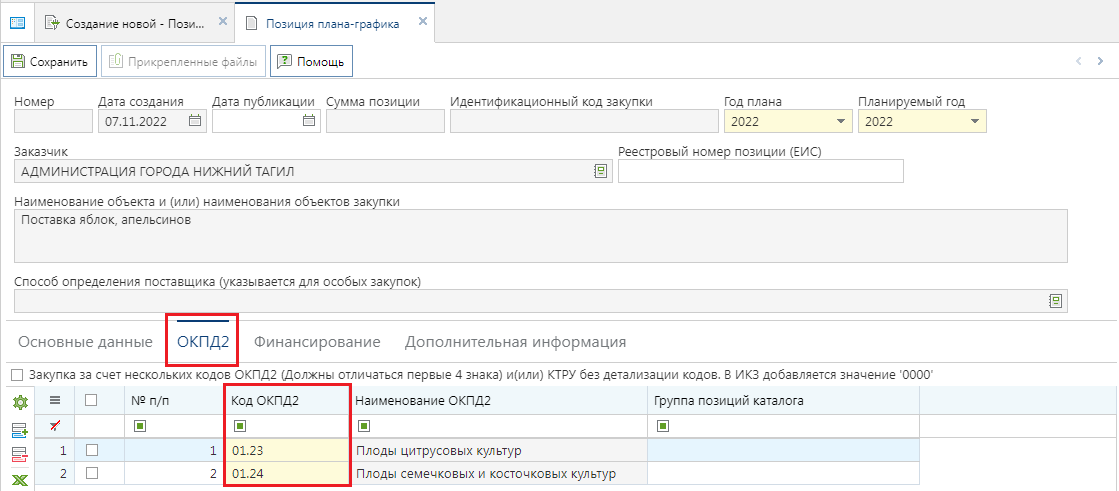 Создание новой - Пози...
Позиция плана-графика
Сохранить Прикрепленные файлы Помощь
Номер Дата создания Дата публикации Сумма позиции Идентификационный код закупки Год плана Планируемый год
07.11.2022 2022 2022
Заказчик Реестровый номер позиции (ЕИС)
АДМИНИСТРАЦИЯ ГОРОДА НИЖНИЙ ТАГИЛ
Наименование объекта и (или) наименования объектов закупки
Поставка яблок, апельсинов
Способ определения поставщика (указывается для особых закупок)
Основные данные ОКПД2 Финансирование Дополнительная информация
Закупка за счет нескольких кодов ОКПД2 (Должны отличаться первые 4 знака) и(или) КТРУ без детализации кодов. В ИКЗ добавляется значение '0000'
№ п/п Код ОКПД2 Наименование ОКПД2 Группа позиций каталога
1 1 01.23 Плоды цитрусовых культур
2 2 01.24 Плоды семечковых и косточковых культур